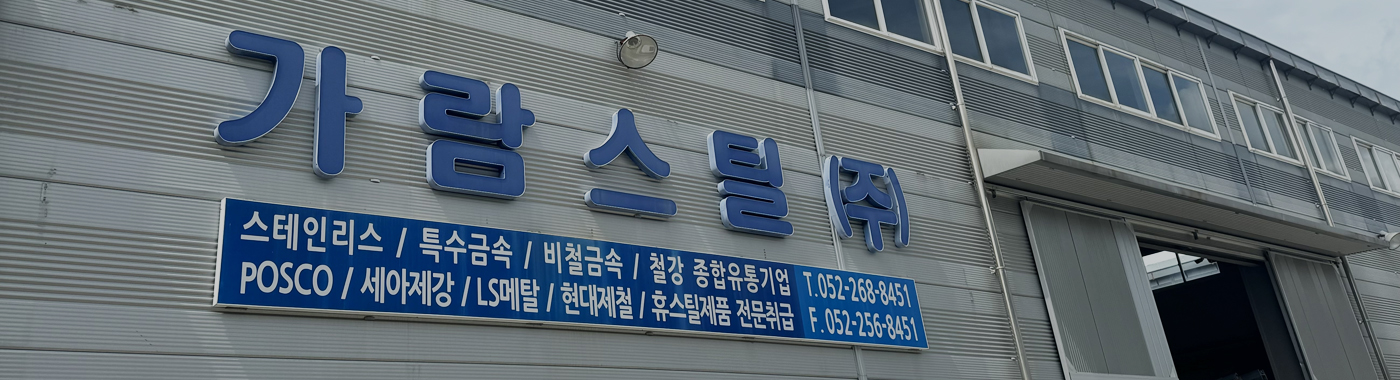 가람스틸(주)
스테인리스 / 특수금속 / 비철금속 / 철강 종합유통기업
POSCO / 세아제강 / LS메탈 / 현대제철 / 휴스틸제품 전문취급
T.052-268-8451
F.052-256-8451